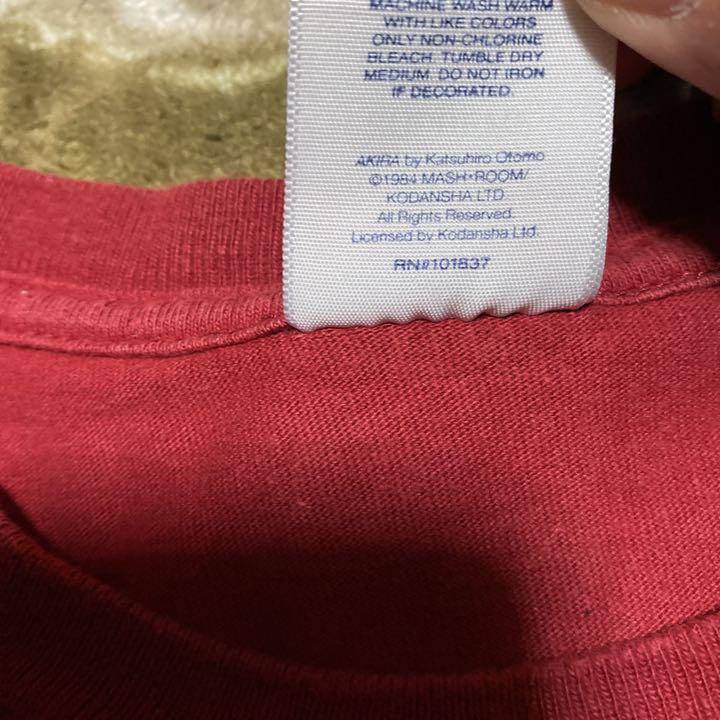 MACHINE WASH WARM
WITH LIKE COLORS
ONLY NON-CHLORINE
BLEACH. TUMBLE DRY
MEDIUM. DO NOT IRON
IF DECORATED.
AKIRA by Katsuhiro Otomo
©1984 MASH•ROOM/
KODANSHA LTD
All Rights Reserved.
Licensed by Kodansha Ltd.
RN#101837